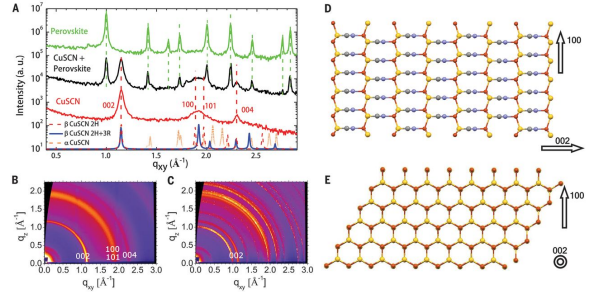 A
Perovskite
CuSCN + Perovskite
CuSCN
002
100
101
004
β CuSCN 2H
β CuSCN 2H+3R
α CuSCN
Intensity (a. u.)
10⁷
10⁶
10⁵
10⁴
10³
10²
10¹
0.5 1.0 1.5 2.0 2.5
qxy (Å⁻¹)
B
qz [Å⁻¹]
2.0
1.5
1.0
0.5
0.0
100
002 101 004
0.0 0.5 1.0 1.5 2.0 2.5 3.0
qxy [Å⁻¹]
C
qz [Å⁻¹]
2.0
1.5
1.0
0.5
0.0
002
0.0 0.5 1.0 1.5 2.0 2.5 3.0
qxy [Å⁻¹]
D
100
002
E
100
002